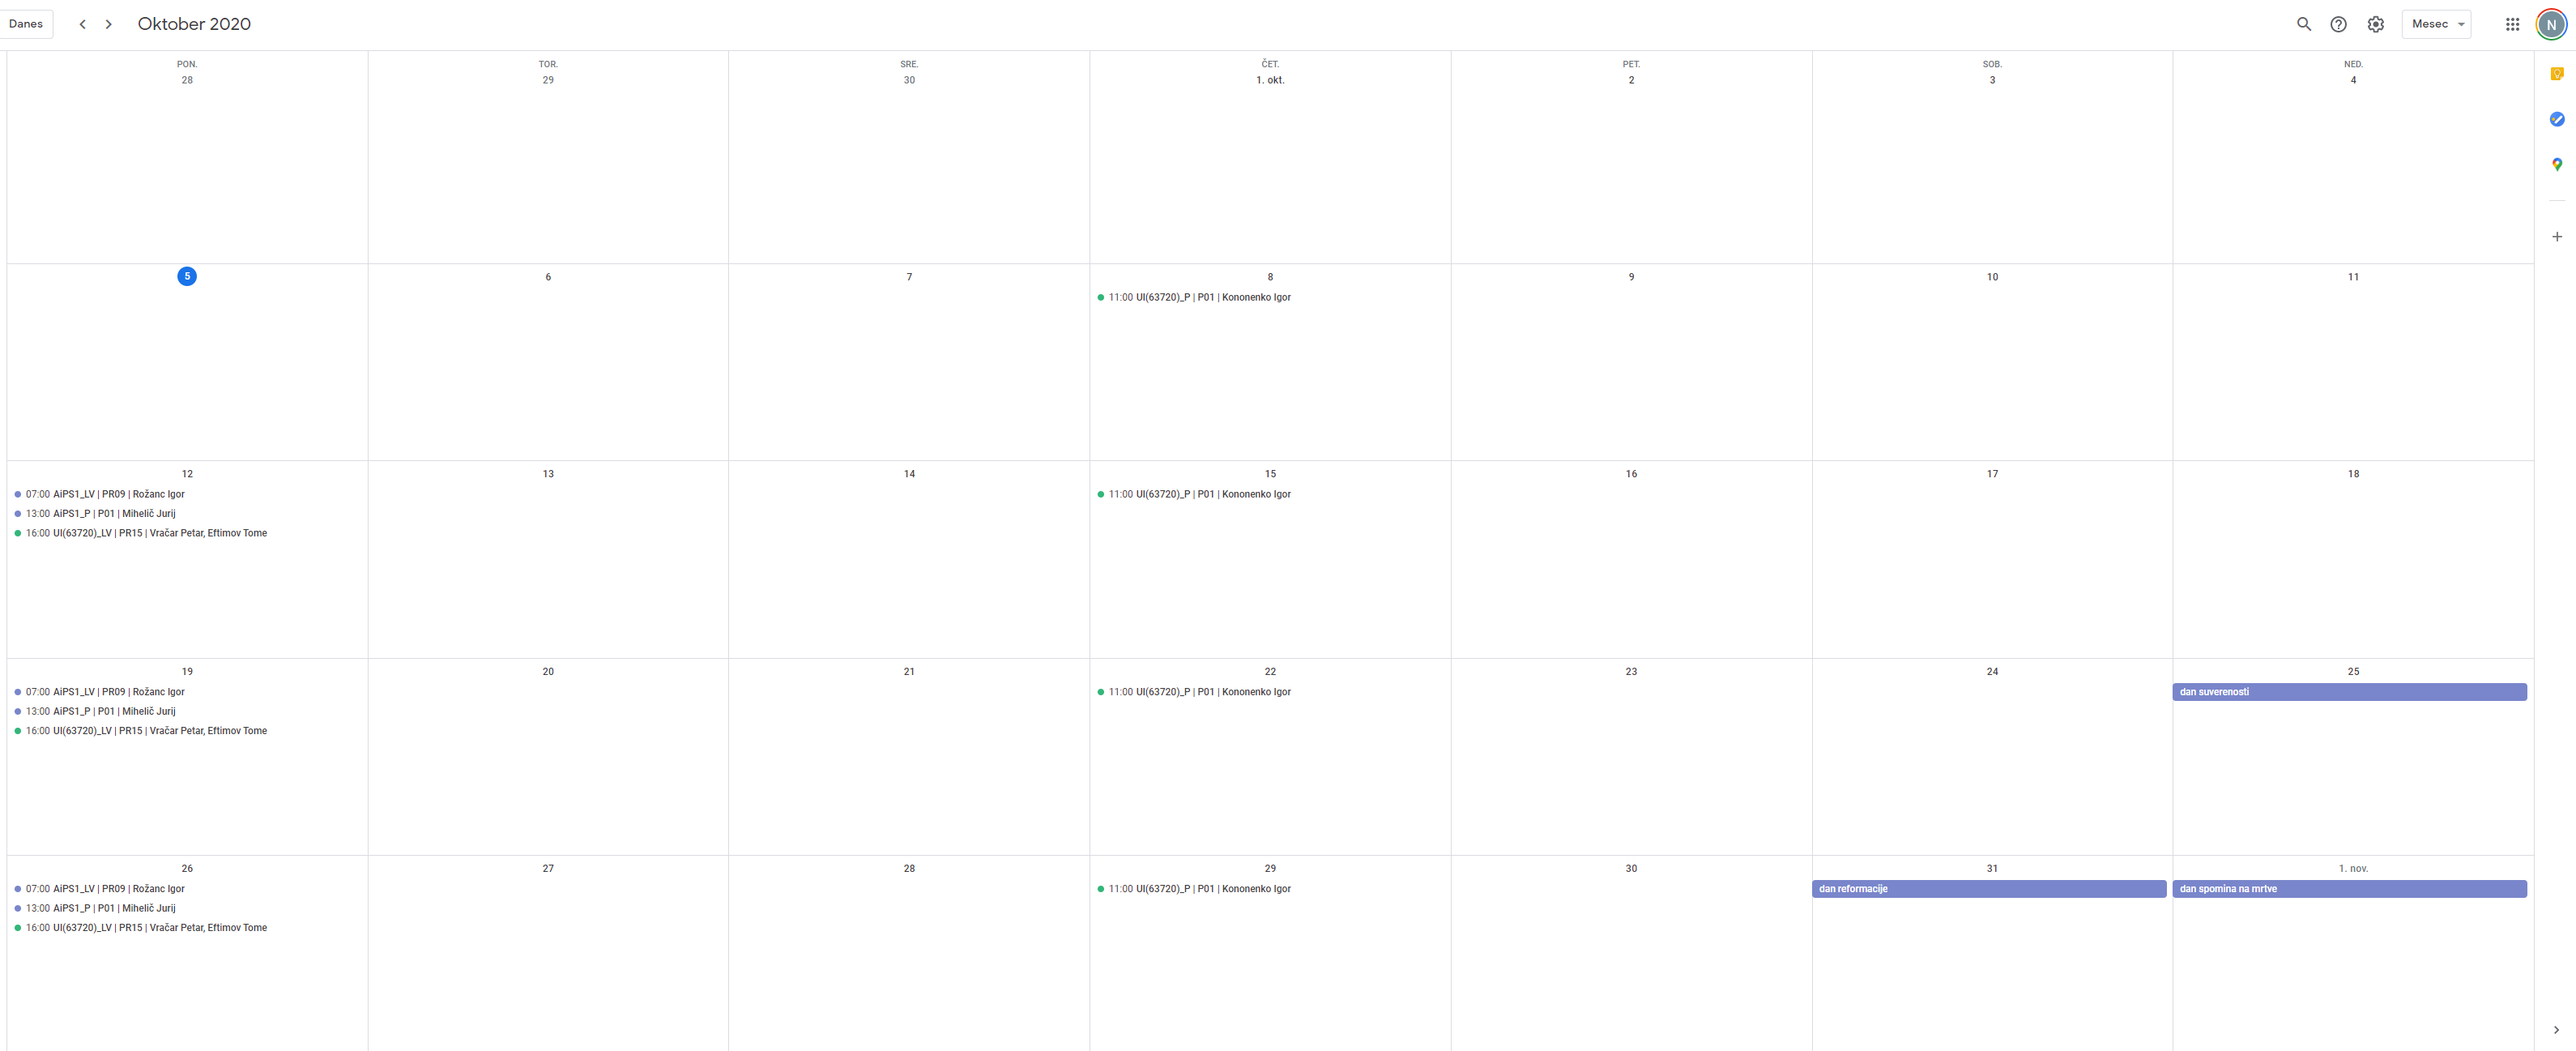 Danes
Oktober 2020
Mesec
N
PON. TOR. SRE. ČET. PET. SOB. NED.
28 29 30 1. okt. 2 3 4
5 6 7 8 9 10 11
11:00 UI(63720)_P | P01 | Kononenko Igor
12 13 14 15 16 17 18
07:00 AiPS1_LV | PR09 | Rožanc Igor
13:00 AiPS1_P | P01 | Mihelič Jurij
16:00 UI(63720)_LV | PR15 | Vračar Petar, Eftimov Tome
11:00 UI(63720)_P | P01 | Kononenko Igor
19 20 21 22 23 24 25
07:00 AiPS1_LV | PR09 | Rožanc Igor
13:00 AiPS1_P | P01 | Mihelič Jurij
16:00 UI(63720)_LV | PR15 | Vračar Petar, Eftimov Tome
11:00 UI(63720)_P | P01 | Kononenko Igor
dan suverenosti
26 27 28 29 30 31 1. nov.
07:00 AiPS1_LV | PR09 | Rožanc Igor
13:00 AiPS1_P | P01 | Mihelič Jurij
16:00 UI(63720)_LV | PR15 | Vračar Petar, Eftimov Tome
11:00 UI(63720)_P | P01 | Kononenko Igor
dan reformacije
dan spomina na mrtve